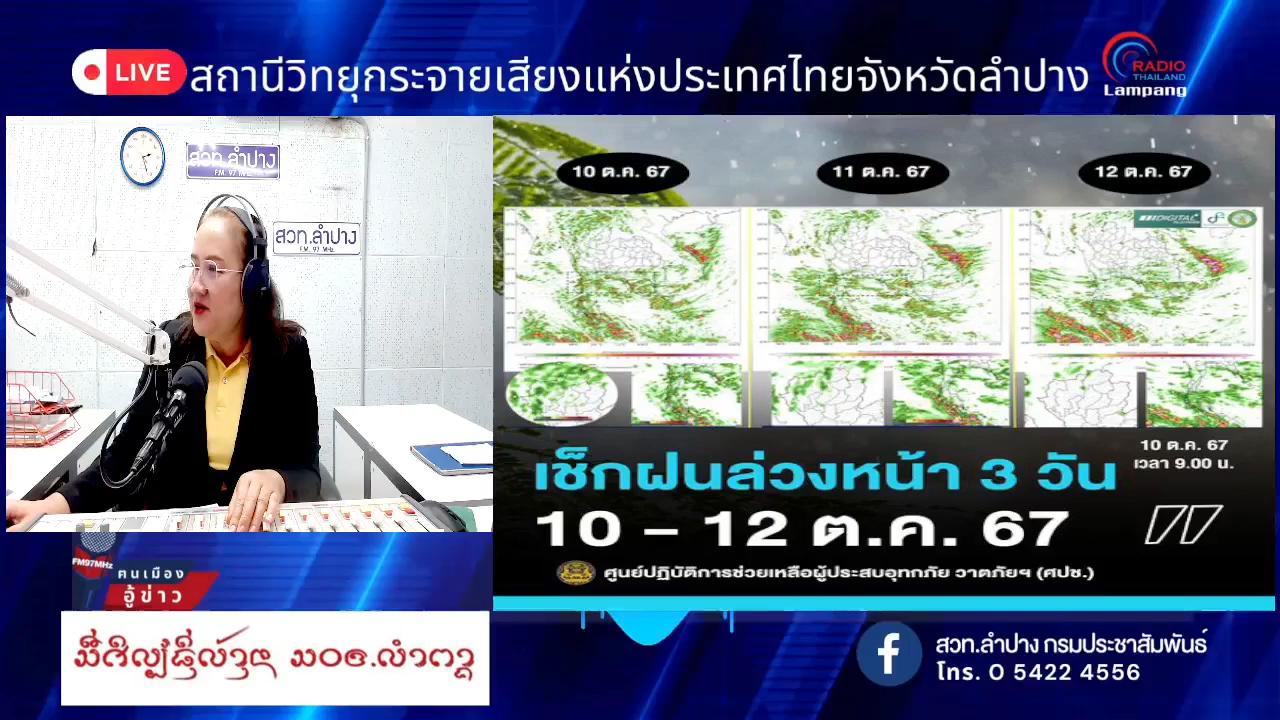 LIVE
สถานีวิทยุกระจายเสียงแห่งประเทศไทยจังหวัดลำปาง
RADIO
THAILAND
Lampang
สวท.ลำปาง
FM. 97 MHz
สวท.ลำปาง
FM. 97 MHz
10 ต.ค. 67
11 ต.ค. 67
12 ต.ค. 67
DIGITAL
เช็กฝนล่วงหน้า 3 วัน
10 – 12 ต.ค. 67
10 ต.ค. 67
เวลา 9.00 น.
ศูนย์ปฏิบัติการช่วยเหลือผู้ประสบอุทกภัย วาตภัยฯ (ศปช.)
FM97MHz
ฅนเมือง
อู้ข่าว
สวท.ลำปาง กรมประชาสัมพันธ์
โทร. 0 5422 4556